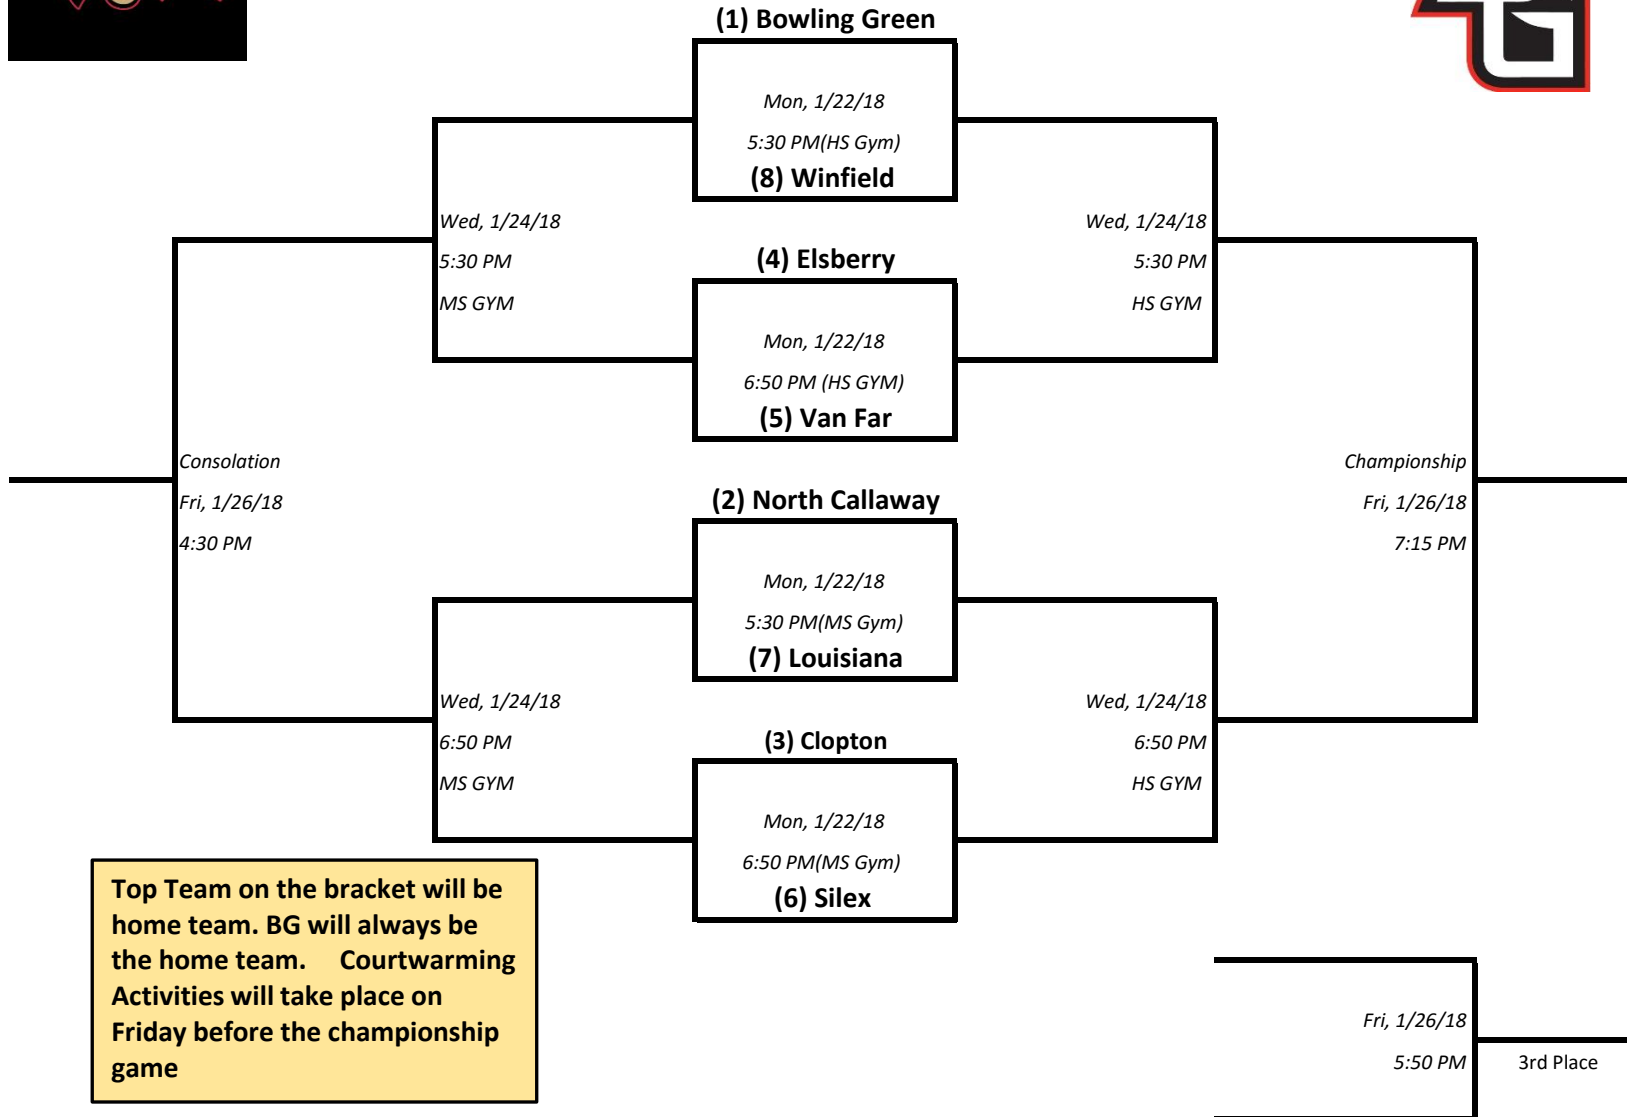 (1) Bowling Green
Mon, 1/22/18
5:30 PM(HS Gym)
(8) Winfield
Wed, 1/24/18
5:30 PM
MS GYM
Wed, 1/24/18
5:30 PM
HS GYM
(4) Elsberry
Mon, 1/22/18
6:50 PM (HS GYM)
(5) Van Far
Consolation
Fri, 1/26/18
4:30 PM
Championship
Fri, 1/26/18
7:15 PM
(2) North Callaway
Mon, 1/22/18
5:30 PM(MS Gym)
(7) Louisiana
Wed, 1/24/18
6:50 PM
MS GYM
Wed, 1/24/18
6:50 PM
HS GYM
(3) Clopton
Mon, 1/22/18
6:50 PM(MS Gym)
(6) Silex
Top Team on the bracket will be
home team. BG will always be
the home team. Courtwarming
Activities will take place on
Friday before the championship
game
Fri, 1/26/18
5:50 PM
3rd Place